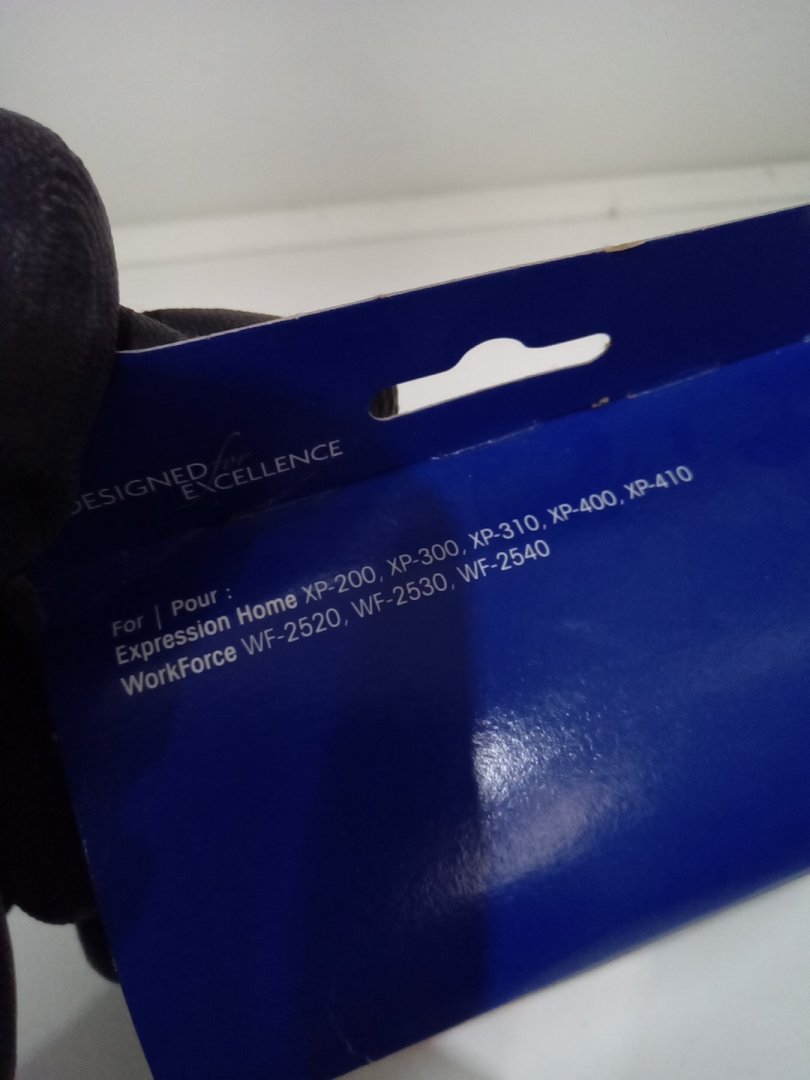 DESIGNED for
EXCELLENCE
For | Pour :
Expression Home XP-200, XP-300, XP-310, XP-400, XP-410
WorkForce WF-2520, WF-2530, WF-2540